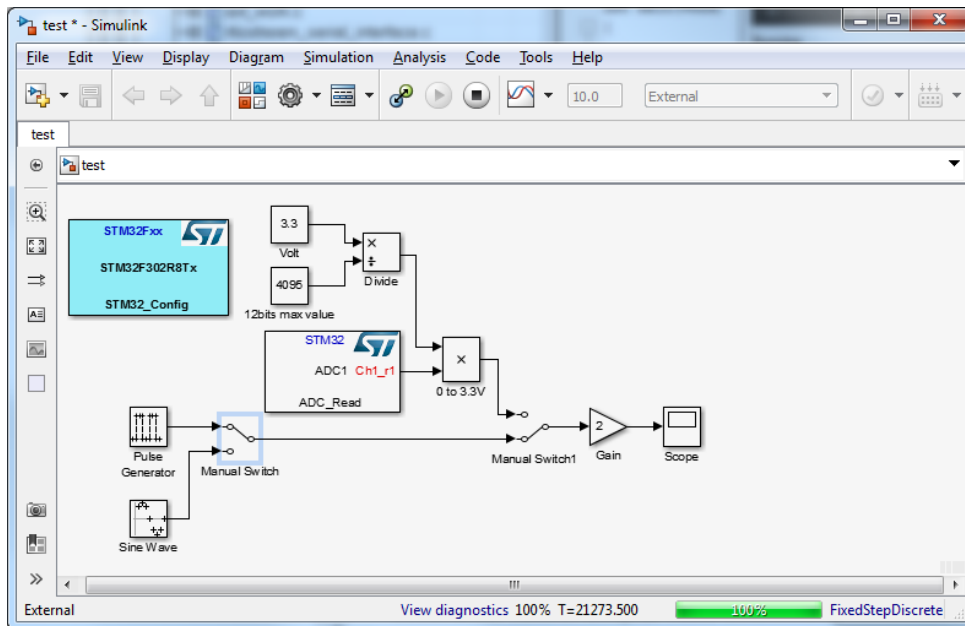 test * - Simulink
File Edit View Display Diagram Simulation Analysis Code Tools Help
10.0 External
test
test
STM32Fxx
STM32F302R8Tx
STM32_Config
3.3
Volt
4095
12bits max value
×
÷
Divide
STM32
ADC1 Ch1_r1
ADC_Read
×
0 to 3.3V
Pulse
Generator
Manual Switch
Sine Wave
Manual Switch1
2
Gain
Scope
External View diagnostics 100% T=21273.500 100% FixedStepDiscrete